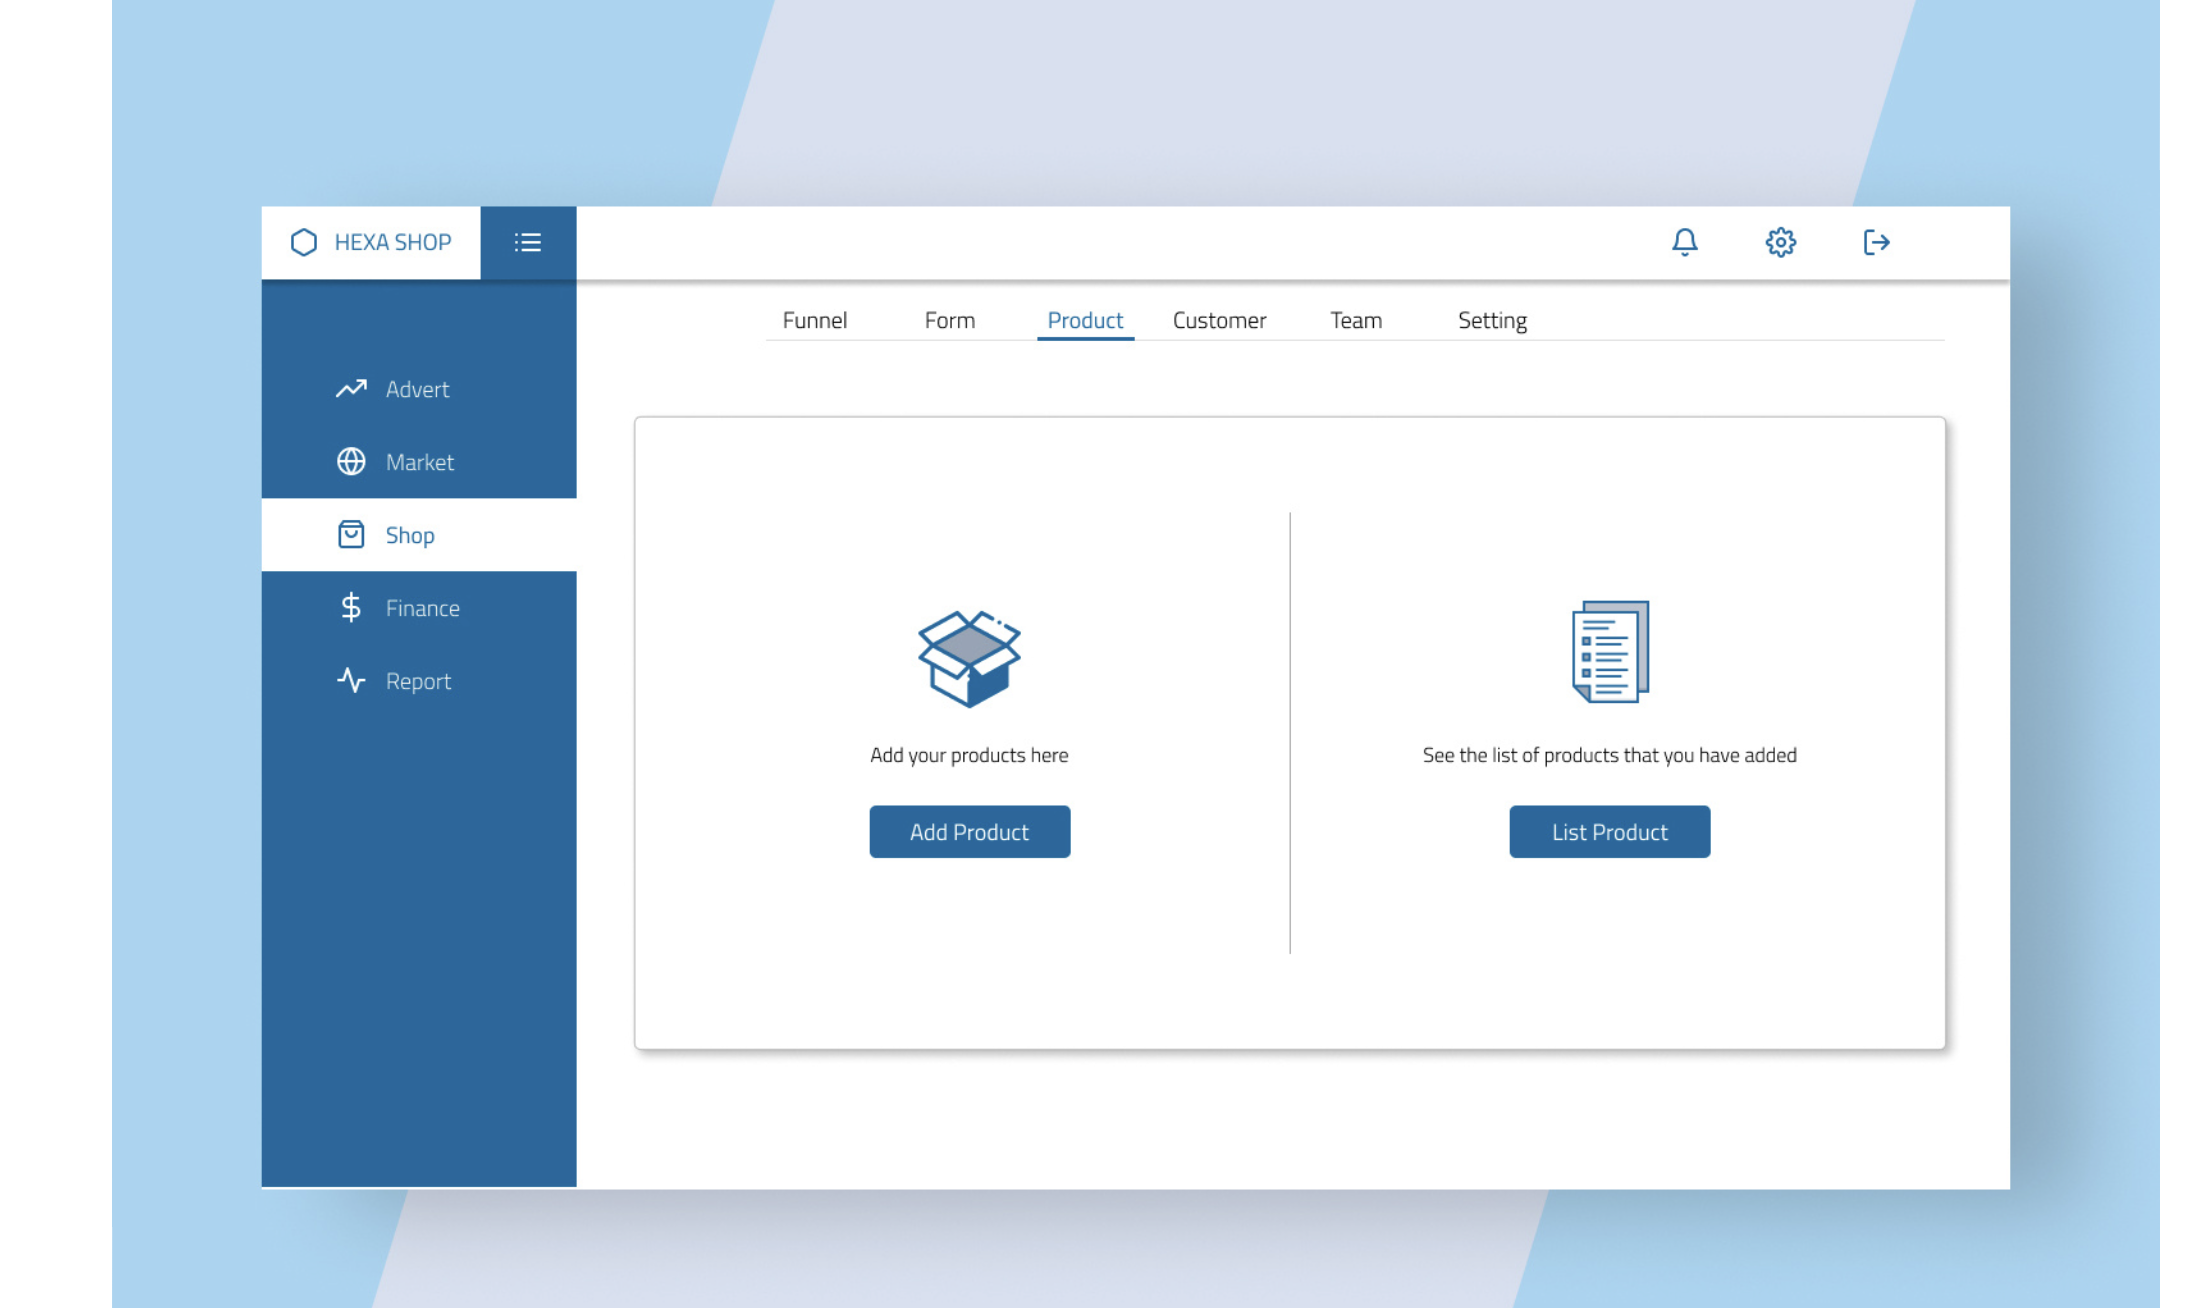 HEXA SHOP
Funnel Form Product Customer Team Setting
Advert
Market
Shop
Finance
Report
Add your products here
Add Product
See the list of products that you have added
List Product